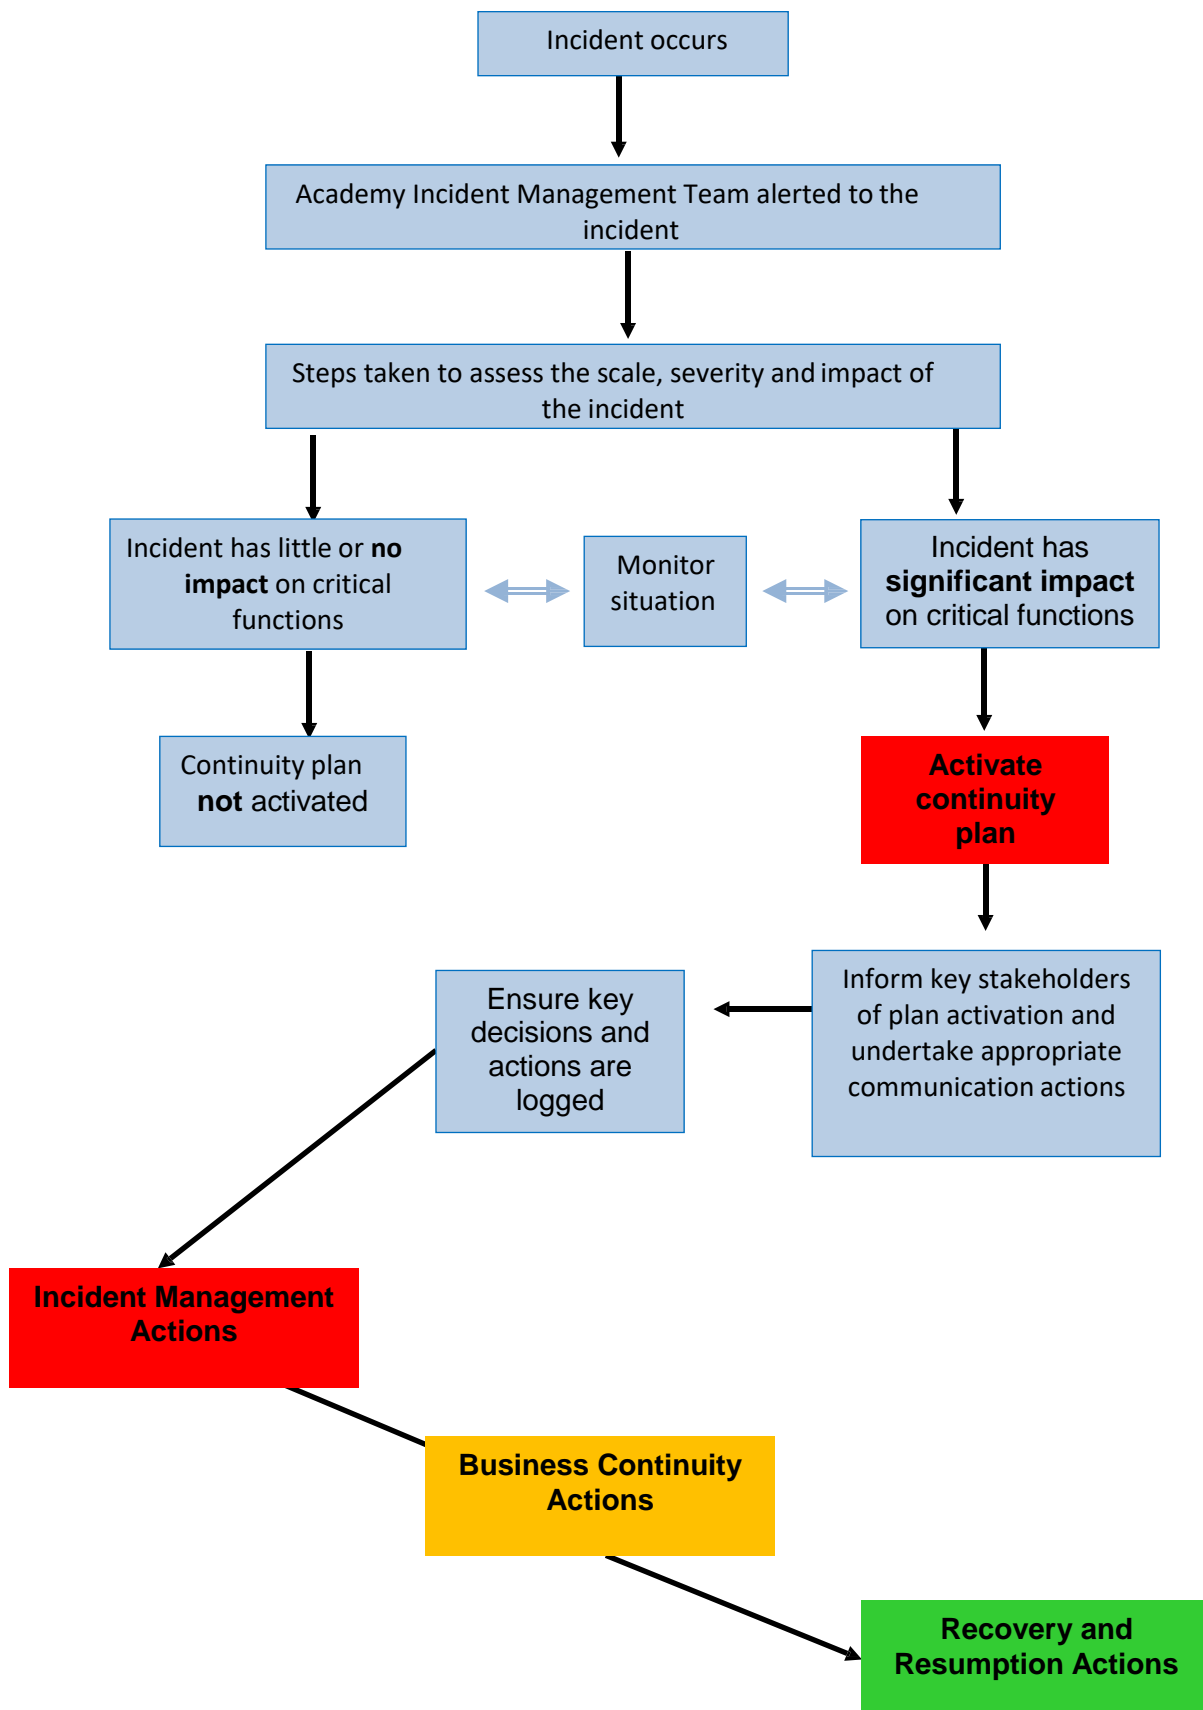 Incident occurs
Academy Incident Management Team alerted to the
incident
Steps taken to assess the scale, severity and impact of
the incident
Incident has little or no
impact on critical
functions
Monitor
situation
Incident has
significant impact
on critical functions
Continuity plan
not activated
Activate
continuity
plan
Inform key stakeholders
of plan activation and
undertake appropriate
communication actions
Ensure key
decisions and
actions are
logged
Incident Management
Actions
Business Continuity
Actions
Recovery and
Resumption Actions